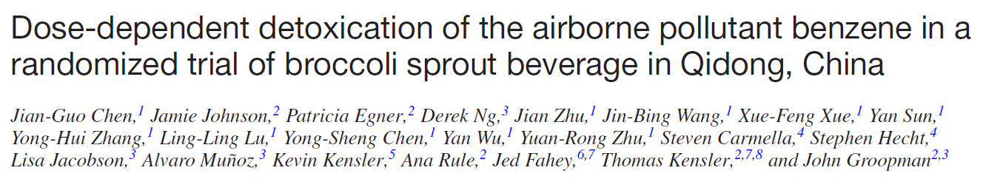 Dose-dependent detoxication of the airborne pollutant benzene in a
randomized trial of broccoli sprout beverage in Qidong, China
Jian-Guo Chen,1 Jamie Johnson,2 Patricia Egner,2 Derek Ng,3 Jian Zhu,1 Jin-Bing Wang,1 Xue-Feng Xue,1 Yan Sun,1
Yong-Hui Zhang,1 Ling-Ling Lu,1 Yong-Sheng Chen,1 Yan Wu,1 Yuan-Rong Zhu,1 Steven Carmella,4 Stephen Hecht,4
Lisa Jacobson,3 Alvaro Muñoz,3 Kevin Kensler,5 Ana Rule,2 Jed Fahey,6,7 Thomas Kensler,2,7,8 and John Groopman2,3